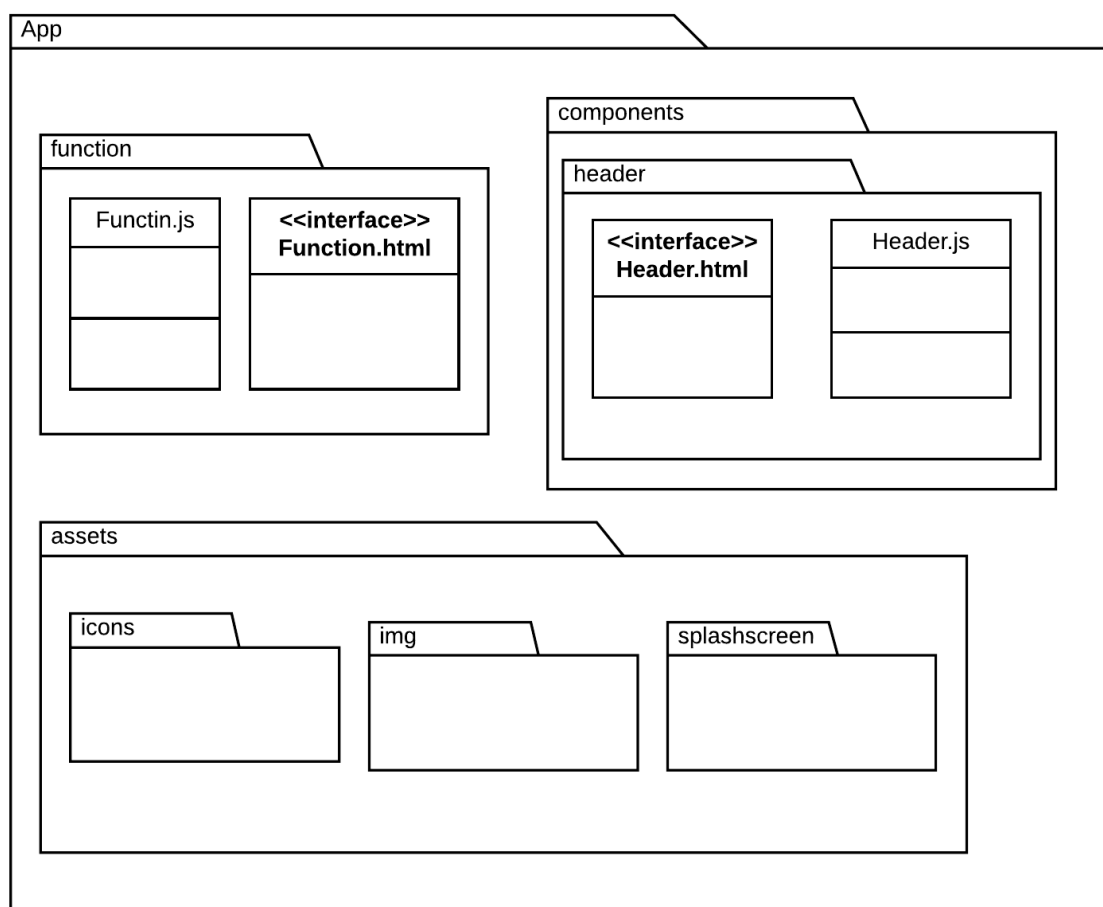 App
function
Functin.js
<<interface>>
Function.html
components
header
<<interface>>
Header.html
Header.js
assets
icons
img
splashscreen